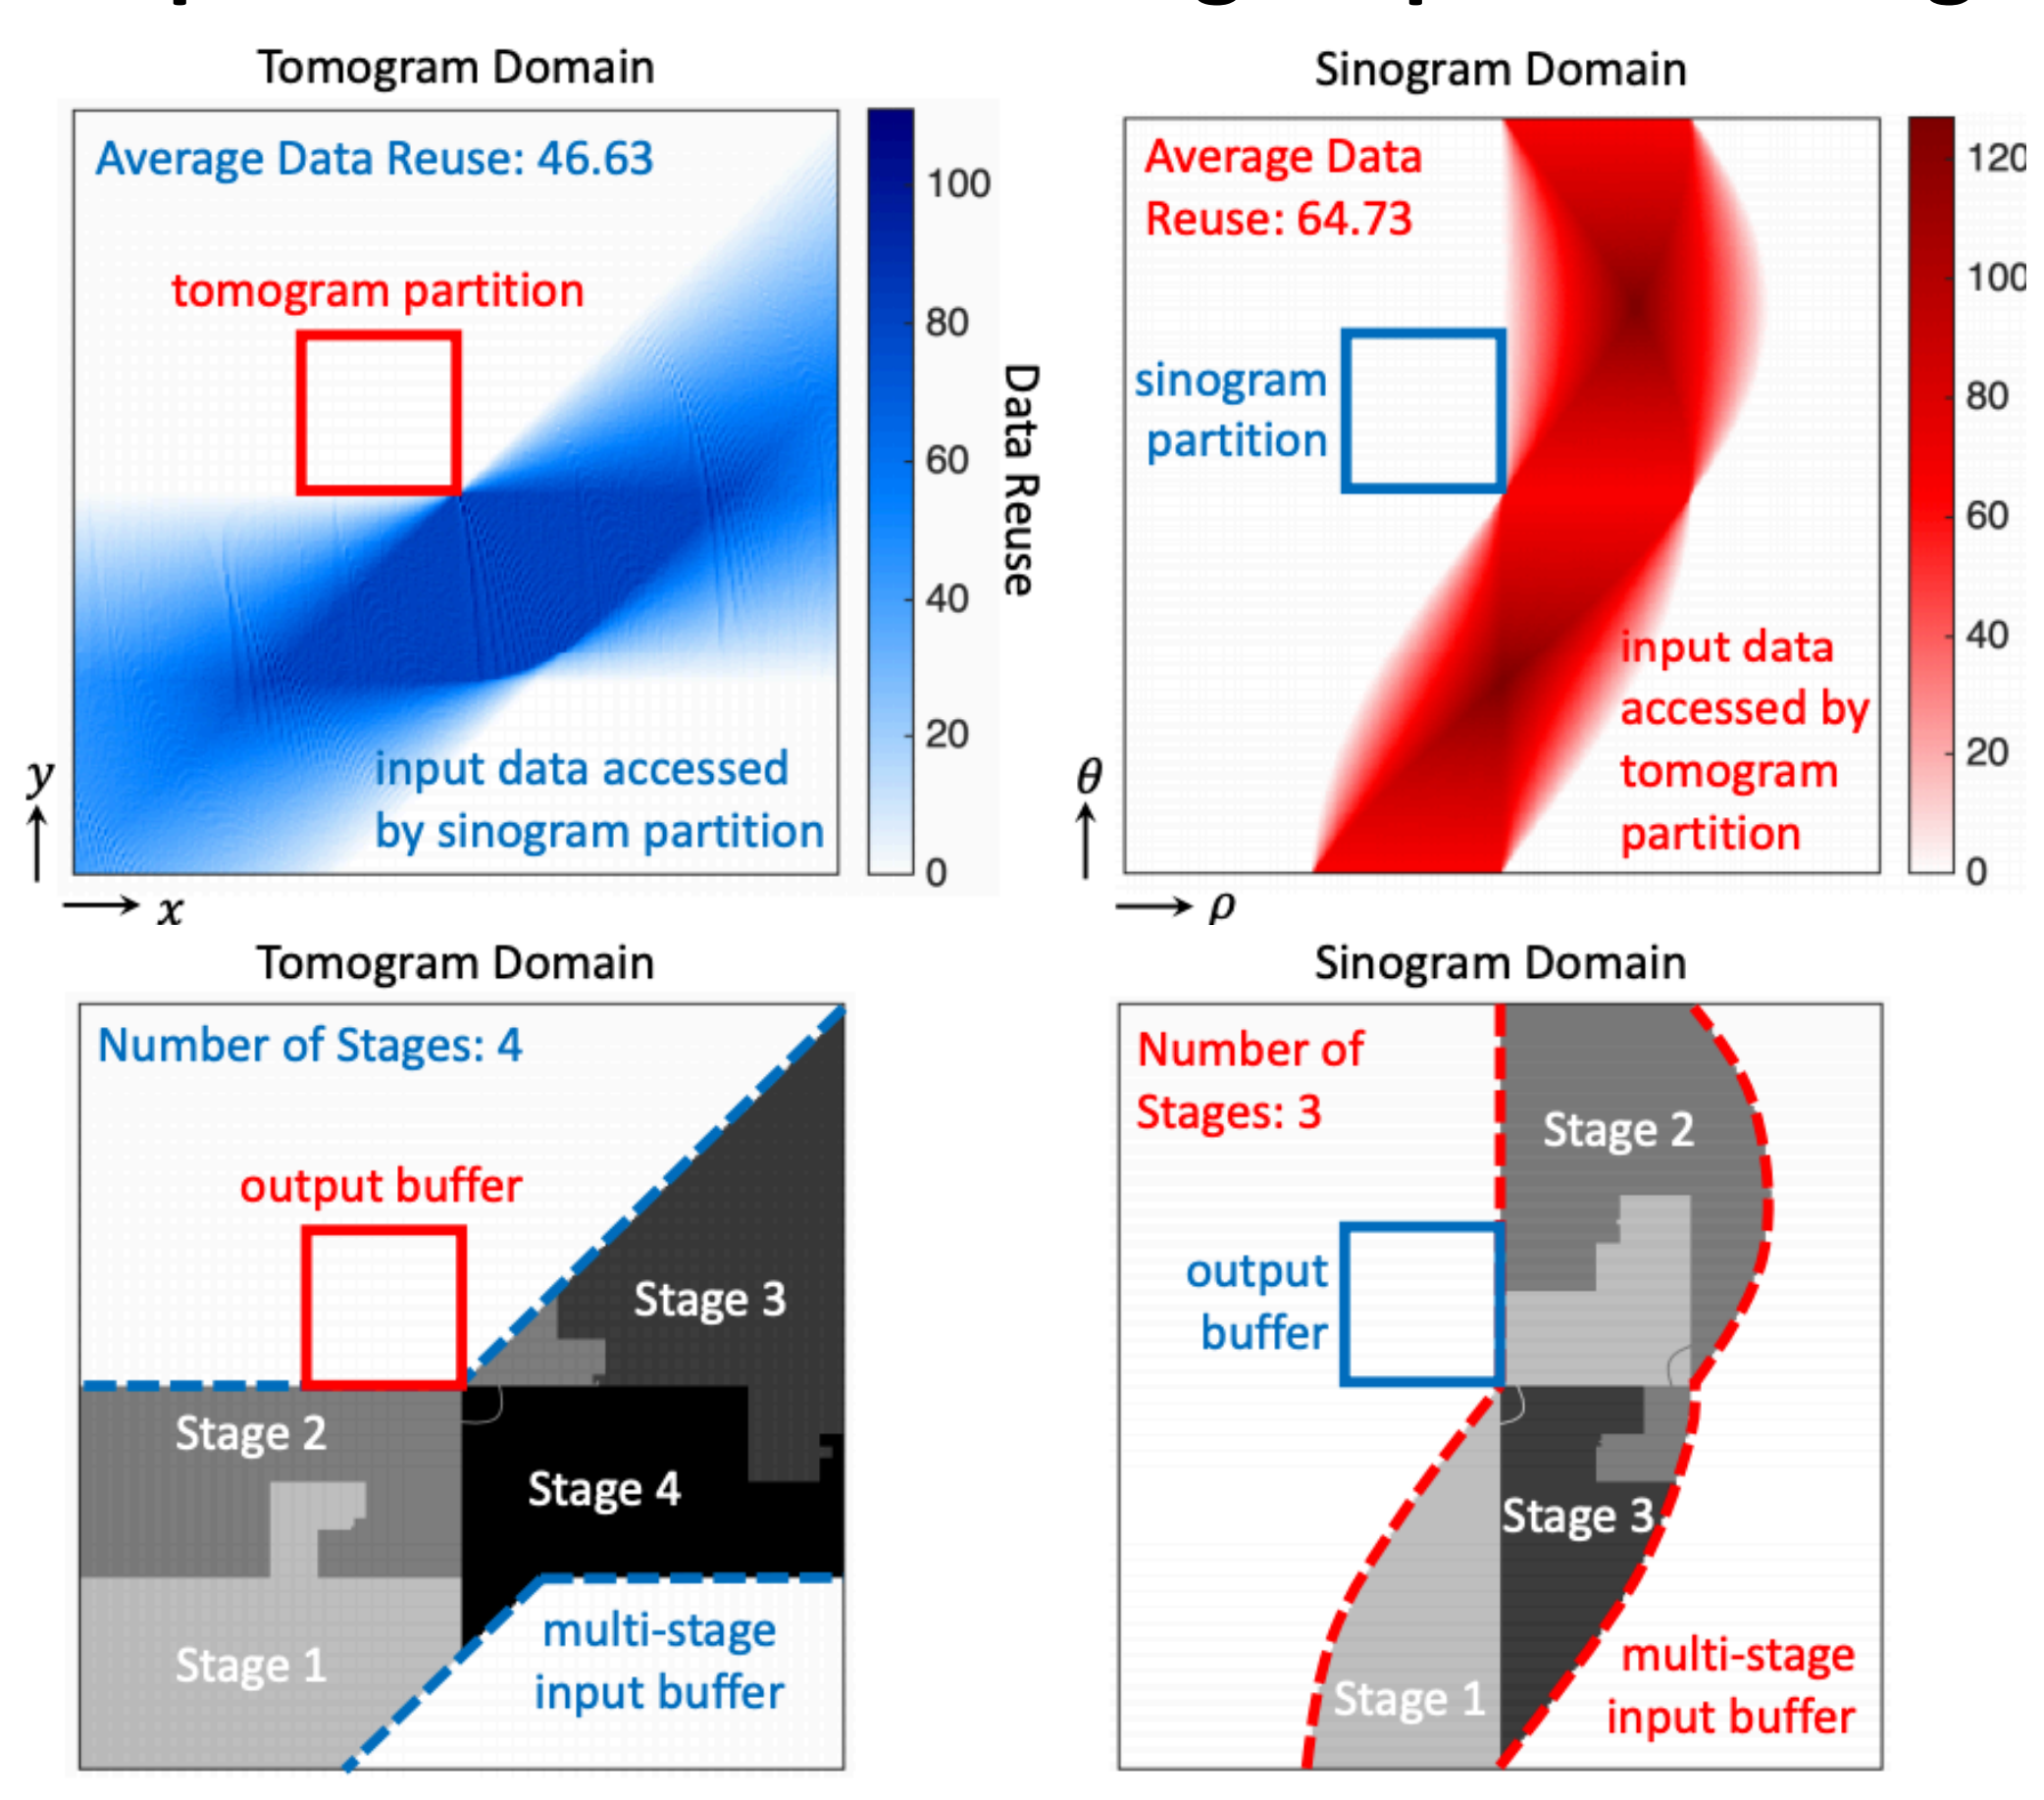 Tomogram Domain
Average Data Reuse: 46.63
tomogram partition
input data accessed
by sinogram partition
y
x
100
80
60
40
20
0
Data Reuse
Sinogram Domain
Average Data
Reuse: 64.73
sinogram
partition
input data
accessed by
tomogram
partition
θ
ρ
120
100
80
60
40
20
0
Tomogram Domain
Number of Stages: 4
output buffer
Stage 3
Stage 2
Stage 4
Stage 1
multi-stage
input buffer
Sinogram Domain
Number of
Stages: 3
Stage 2
output
buffer
Stage 3
Stage 1
multi-stage
input buffer